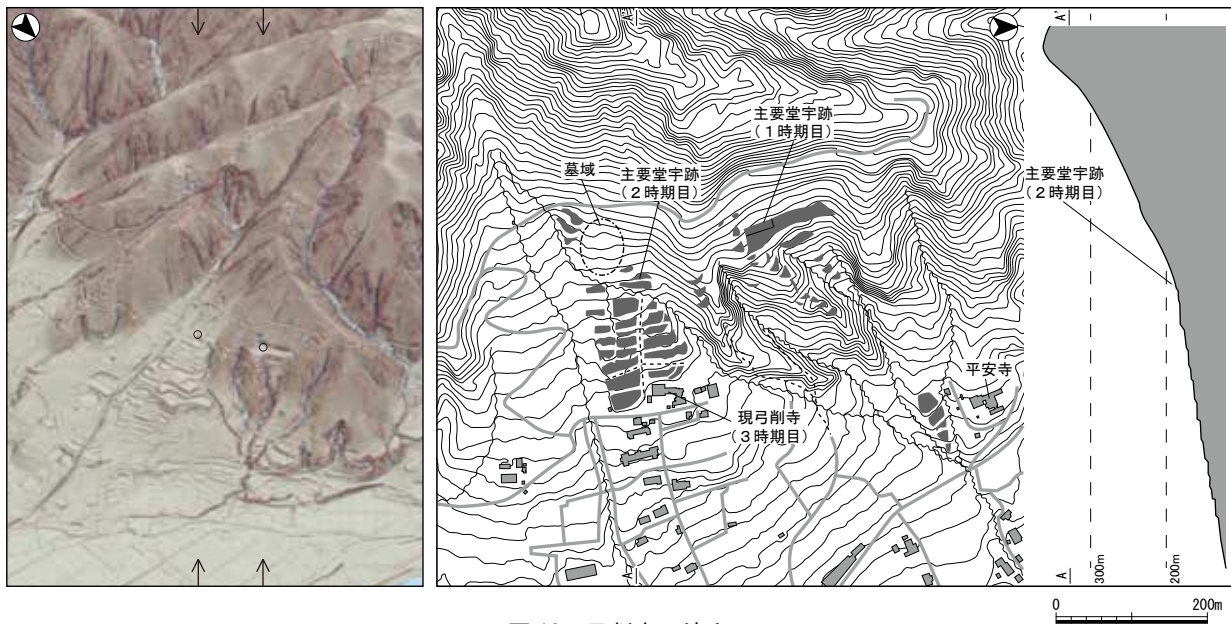 A'
A'
主要堂宇跡
(1時期目)
墓域
主要堂宇跡
(2時期目)
主要堂宇跡
(2時期目)
平安寺
現弓削寺
(3時期目)
A
A
300m
200m
0
200m